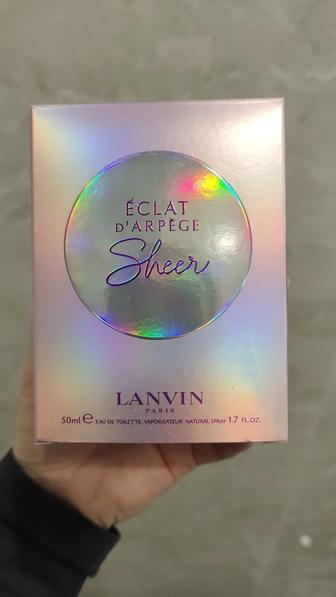 ÉCLAT
D'ARPÈGE
Sheer
LANVIN
PARIS
50ml e EAU DE TOILETTE VAPORISATEUR NATURAL SPRAY 1.7 FL.OZ.